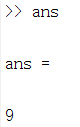 >> ans
ans =
9